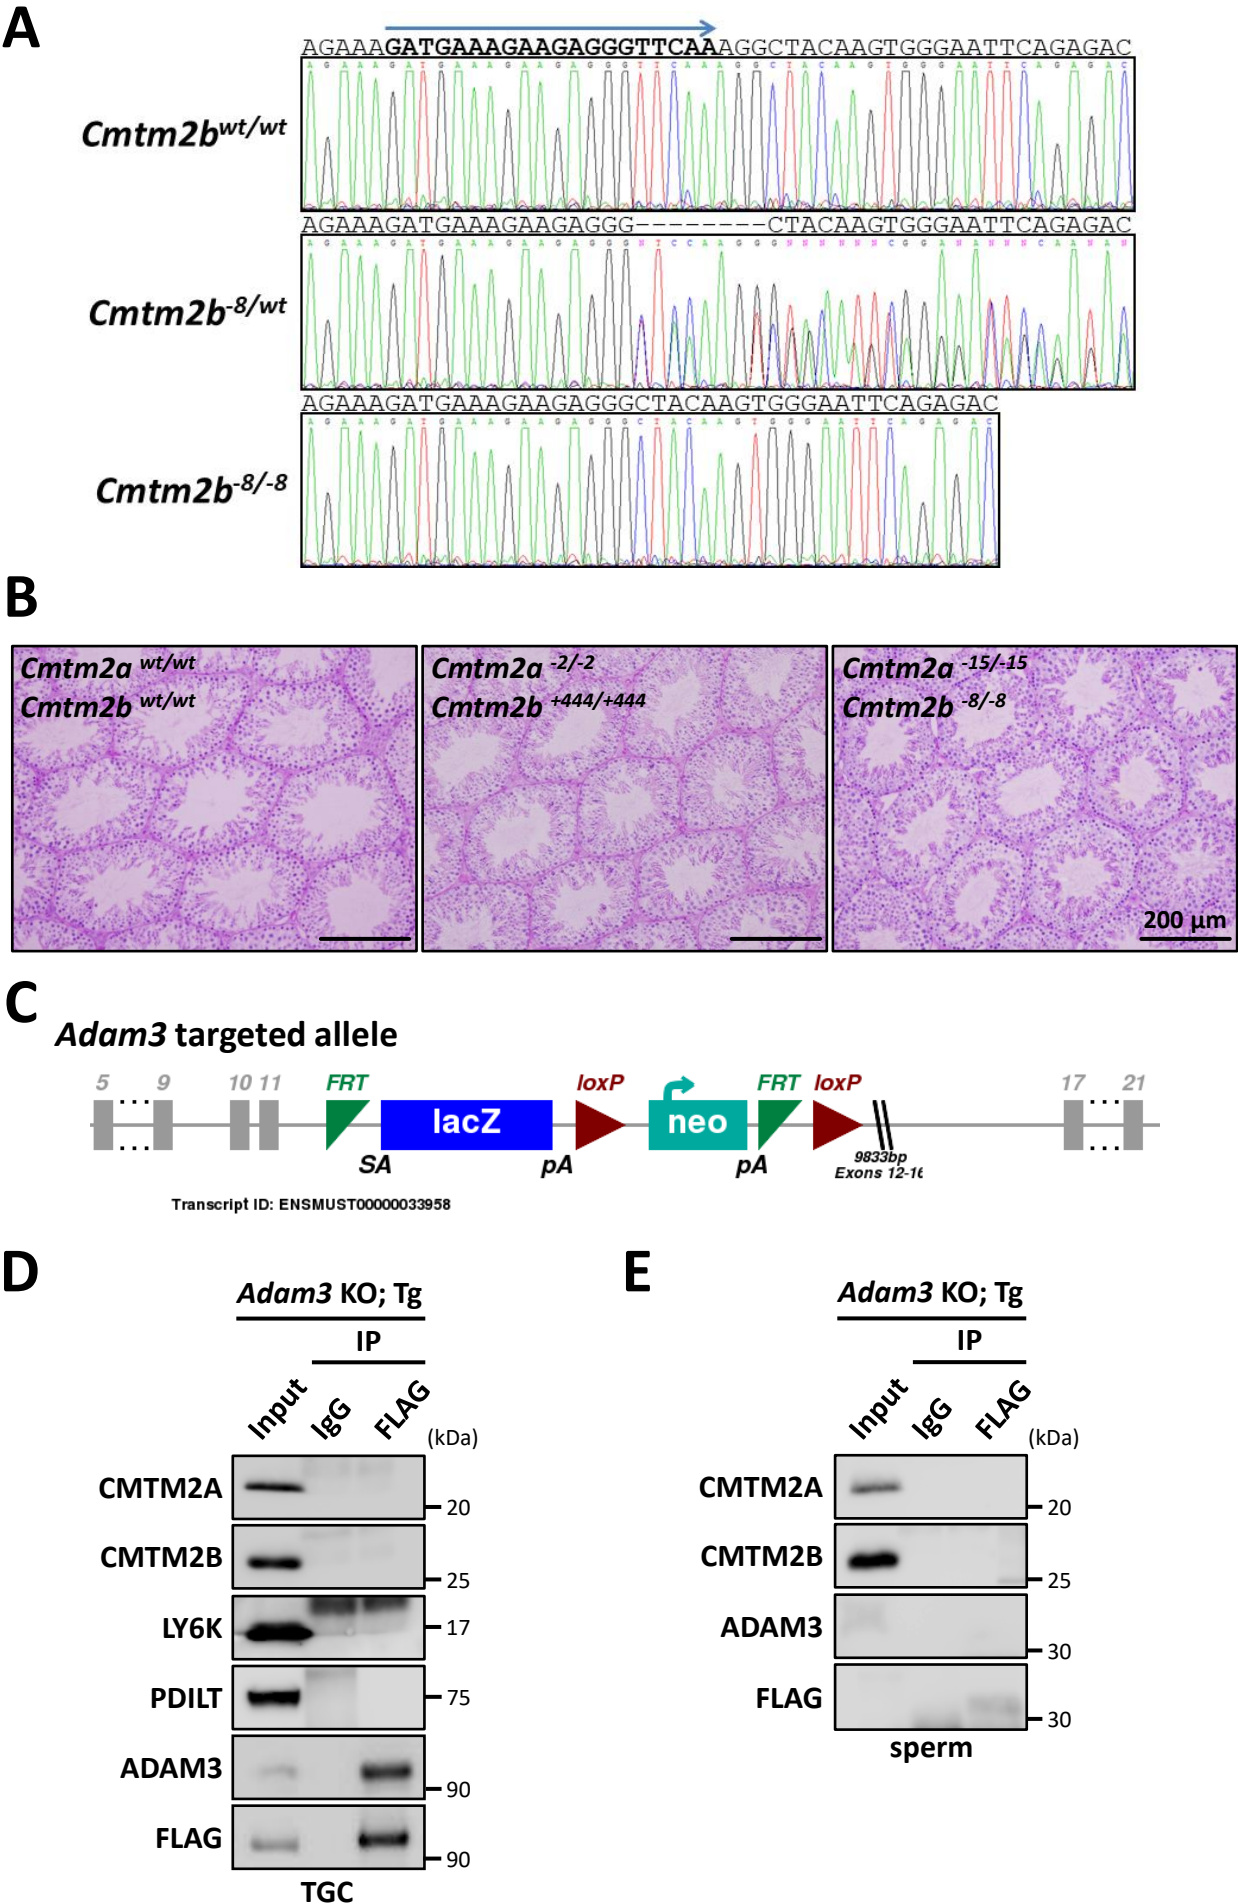 A
AGAAAGATGAAAGAAGAGGGTTCAAAGGCTACAAGTGGGAATTCAGAGAC
A G A A A G A T G A A A G A A G A G G G T T C A A A G G C T A C A A G T G G G A A T T C A G A G A C
Cmtm2b wt/wt
AGAAAGATGAAAGAAGAGGG--------CTACAAGTGGGAATTCAGAGAC
Cmtm2b -8/wt
AGAAAGATGAAAGAAGAGGGCTACAAGTGGGAATTCAGAGAC
A G A A A G A T G A A A G A A G A G G G C T A C A A G T G G G A A T T C A G A G A C
Cmtm2b -8/-8
B
Cmtm2a wt/wt
Cmtm2b wt/wt
Cmtm2a -2/-2
Cmtm2b +444/+444
Cmtm2a -15/-15
Cmtm2b -8/-8
200 µm
C
Adam3 targeted allele
5 9 10 11 FRT loxP FRT loxP 17 21
lacZ neo
SA pA pA
9833bp
Exons 12-16
Transcript ID: ENSMUST00000033958
D
Adam3 KO; Tg
IP
Input IgG FLAG
(kDa)
CMTM2A 20
CMTM2B 25
LY6K 17
PDILT 75
ADAM3 90
FLAG 90
TGC
E
Adam3 KO; Tg
IP
Input IgG FLAG
(kDa)
CMTM2A 20
CMTM2B 25
ADAM3 30
FLAG 30
sperm